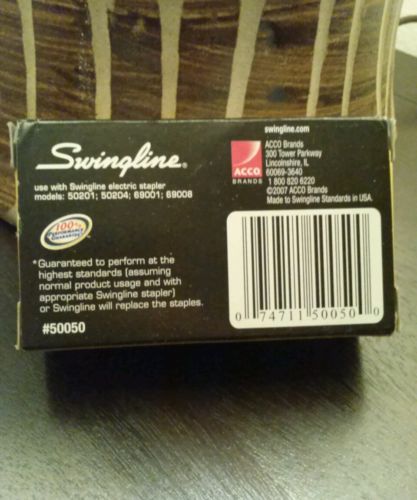 Swingline®
use with Swingline electric stapler
models: 50201; 50204; 69001; 69008
100%
PERFORMANCE
GUARANTEE
*Guaranteed to perform at the
highest standards (assuming
normal product usage and with
appropriate Swingline stapler)
or Swingline will replace the staples.
#50050
swingline.com
ACCO
BRANDS
ACCO Brands
300 Tower Parkway
Lincolnshire, IL
60069-3640
1 800 820 6220
©2007 ACCO Brands
Made to Swingline Standards in USA.
0 74711 50050 0